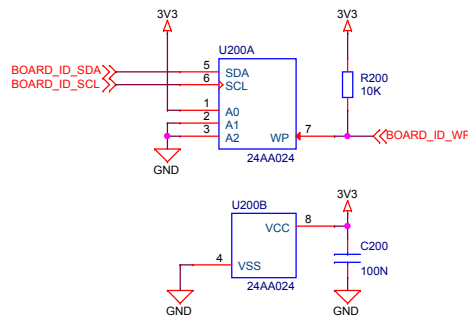 3V3
3V3
U200A
BOARD_ID_SDA
5
SDA
BOARD_ID_SCL
6
SCL
R200
10K
1
A0
2
A1
3
A2
WP
7
BOARD_ID_WP
GND
24AA024
3V3
U200B
VCC
8
C200
100N
4
VSS
24AA024
GND
GND